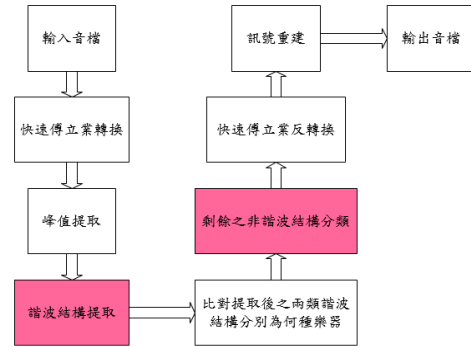 輸入音檔
快速傅立業轉換
峰值提取
諧波結構提取
比對提取後之兩類諧波
結構分別為何種樂器
剩餘之非諧波結構分類
快速傅立業反轉換
訊號重建
輸出音檔